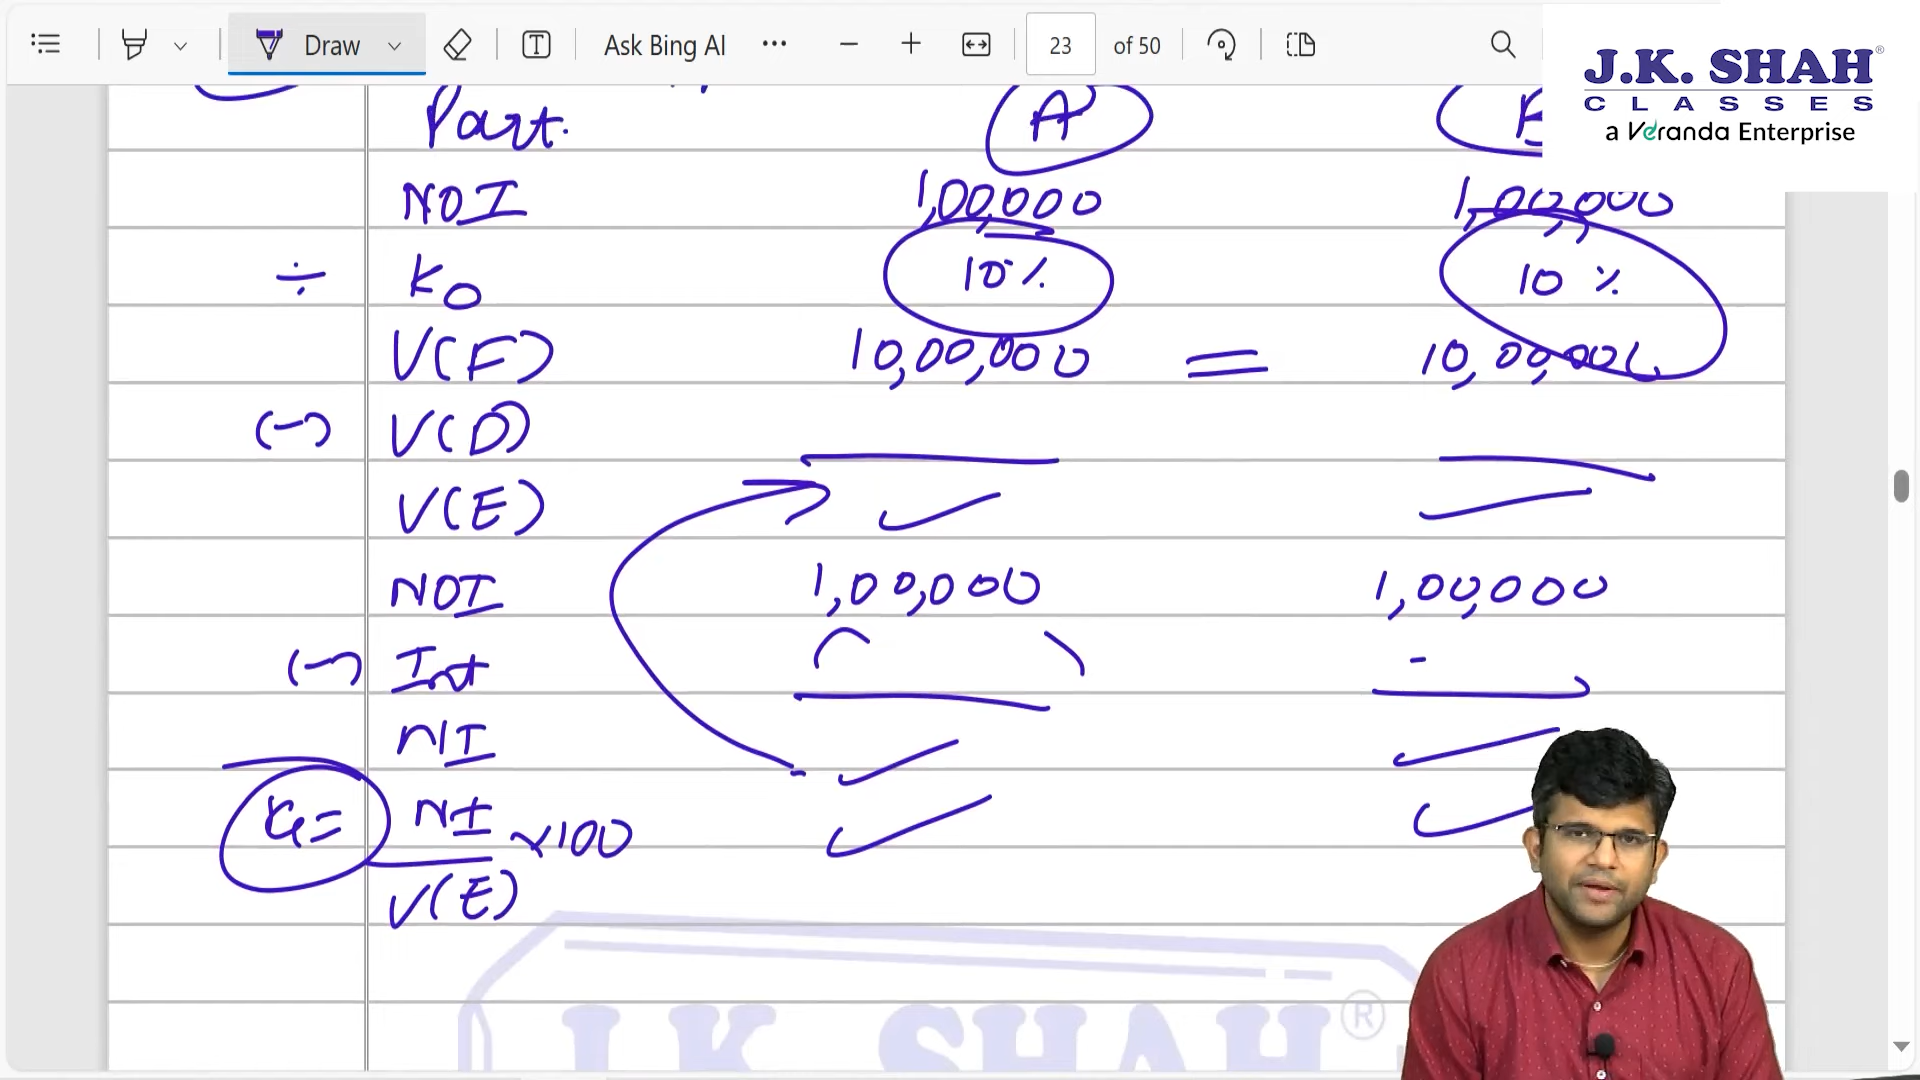 Draw
Ask Bing AI
23
of 50
J.K. SHAH®
CLASSES
a Veranda Enterprise
Part. A
NOI 1,00,000 1,00,000
÷ Ko 10% 10%
V(F) 10,00,000 = 10,00,000
(-) V(D)
V(E) ✓ ✓
NOI 1,00,000 1,00,000
(-) Int ( ) -
NI ✓ ✓
Ke= NI ×100 ✓ ✓
V(E)
J.K. SHAH®